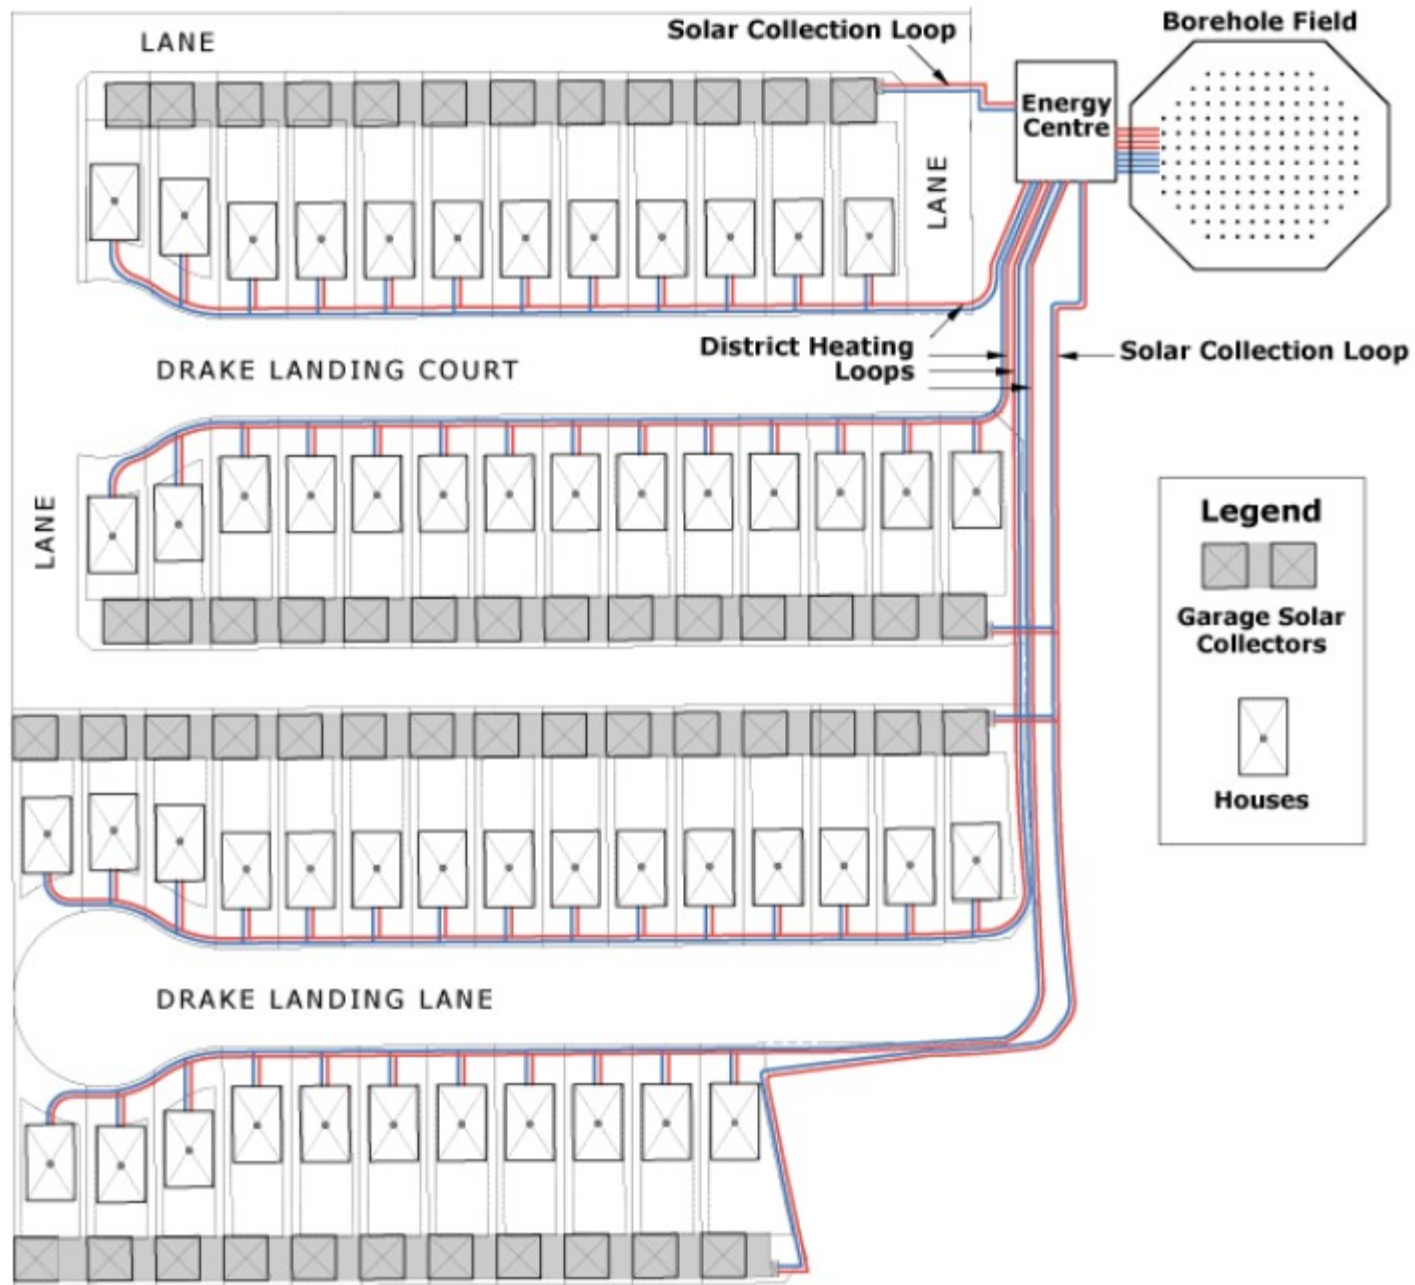 LANE
Solar Collection Loop
Borehole Field
Energy
Centre
LANE
District Heating
Loops
Solar Collection Loop
DRAKE LANDING COURT
LANE
Legend
Garage Solar
Collectors
Houses
DRAKE LANDING LANE